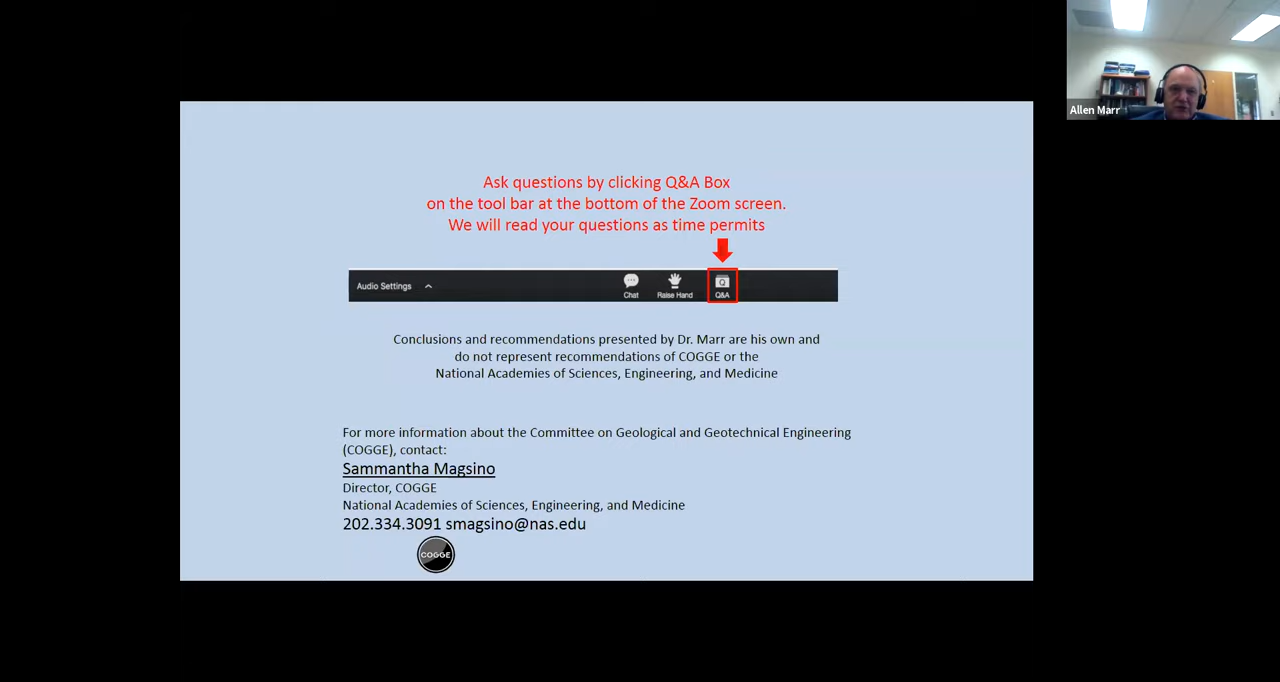 Allen Marr
Ask questions by clicking Q&A Box
on the tool bar at the bottom of the Zoom screen.
We will read your questions as time permits
Audio Settings
Chat
Raise Hand
Q
Q&A
Conclusions and recommendations presented by Dr. Marr are his own and
do not represent recommendations of COGGE or the
National Academies of Sciences, Engineering, and Medicine
For more information about the Committee on Geological and Geotechnical Engineering
(COGGE), contact:
Sammantha Magsino
Director, COGGE
National Academies of Sciences, Engineering, and Medicine
202.334.3091 smagsino@nas.edu
COGGE